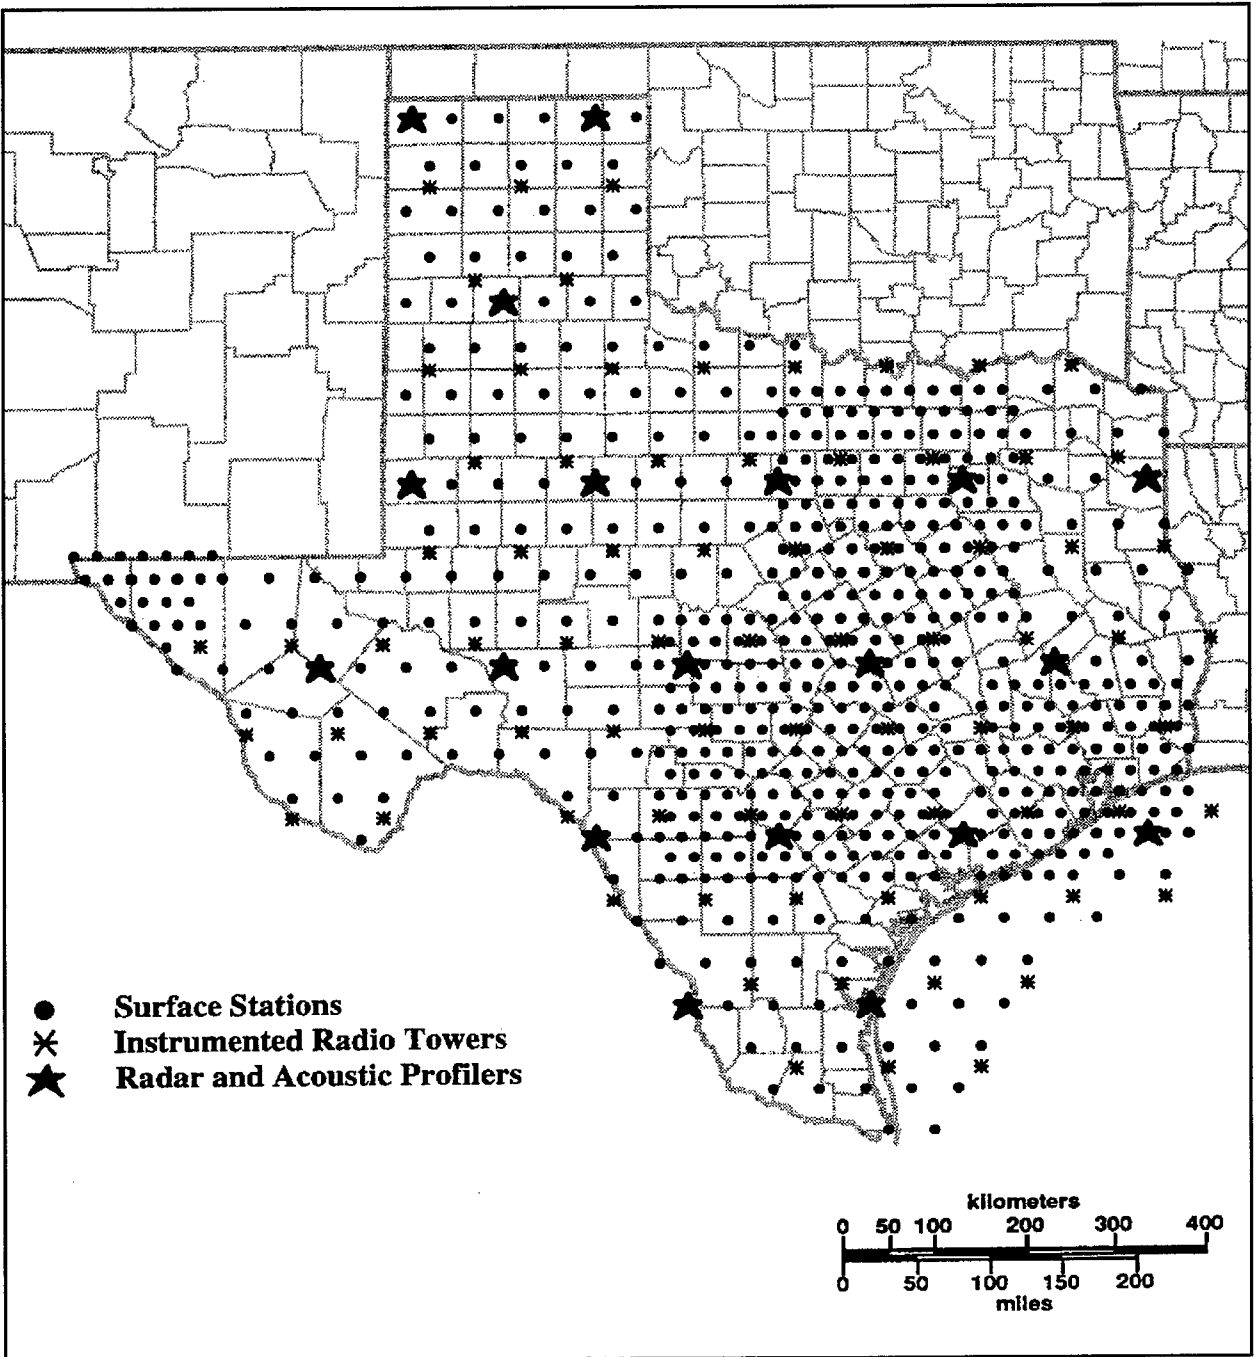 Surface Stations
Instrumented Radio Towers
Radar and Acoustic Profilers
kilometers
0 50 100 200 300 400
0 50 100 150 200
miles